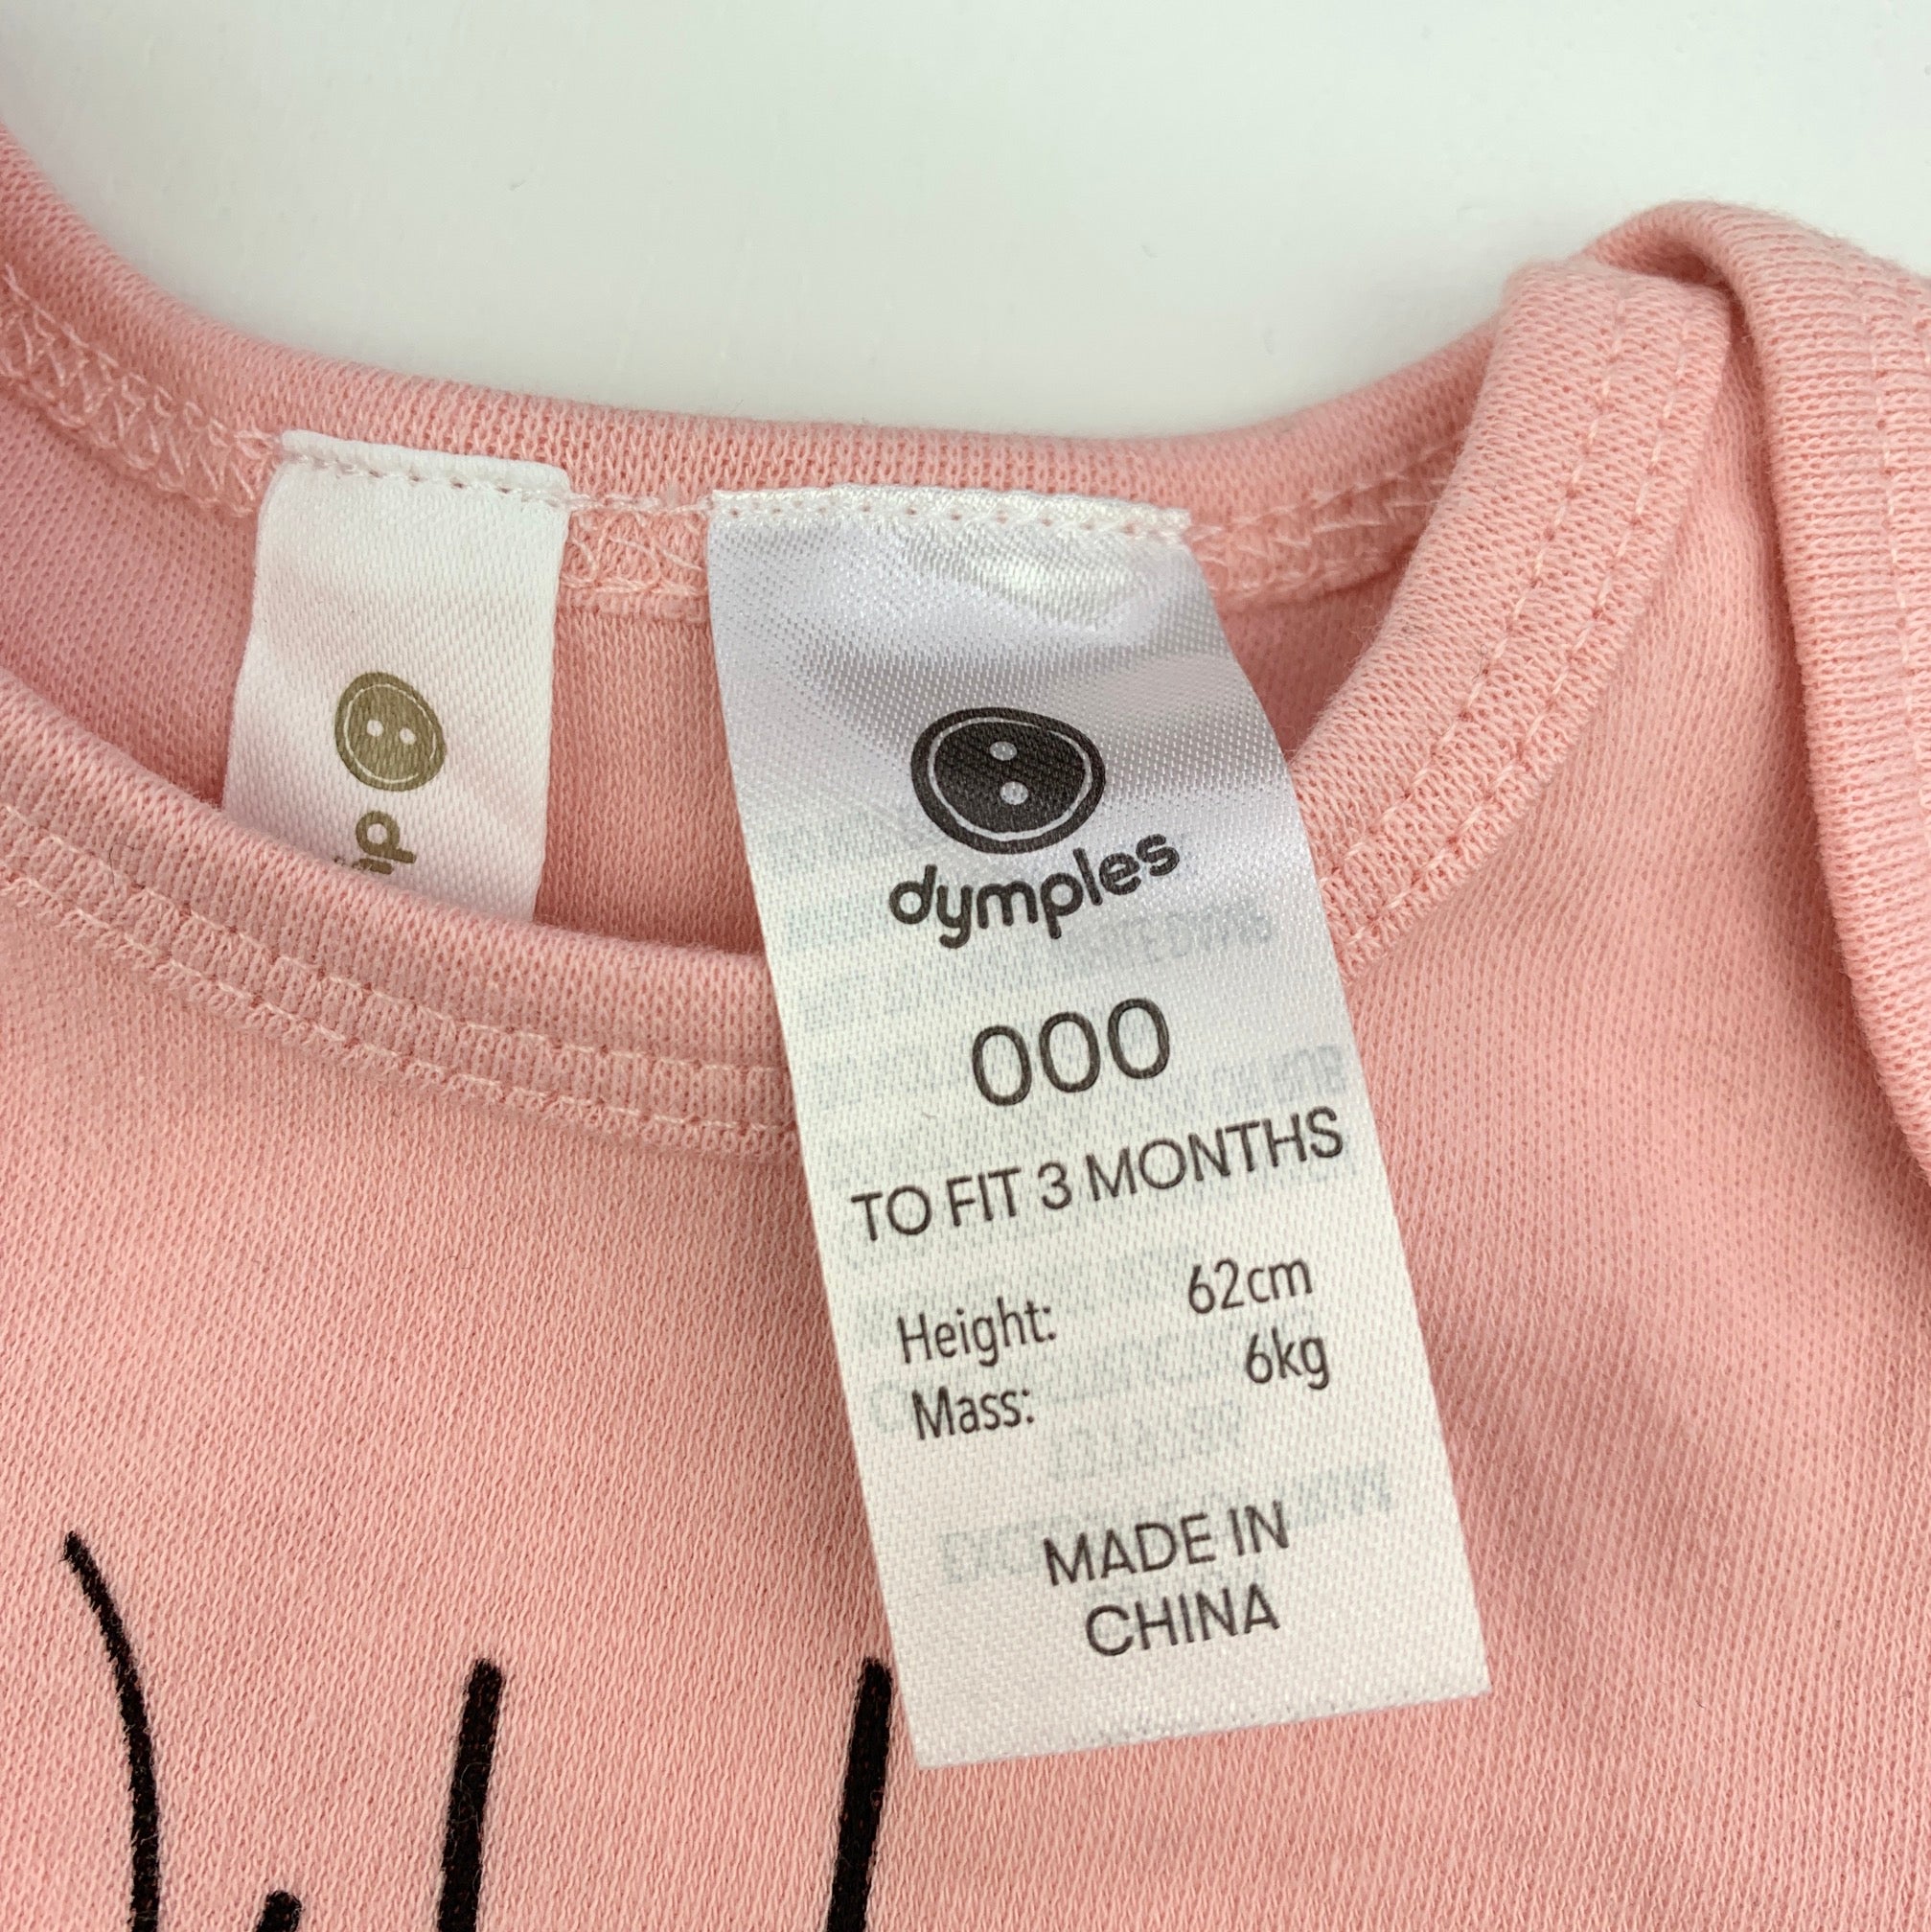 dymples
000
TO FIT 3 MONTHS
Height: 62cm
Mass: 6kg
MADE IN
CHINA